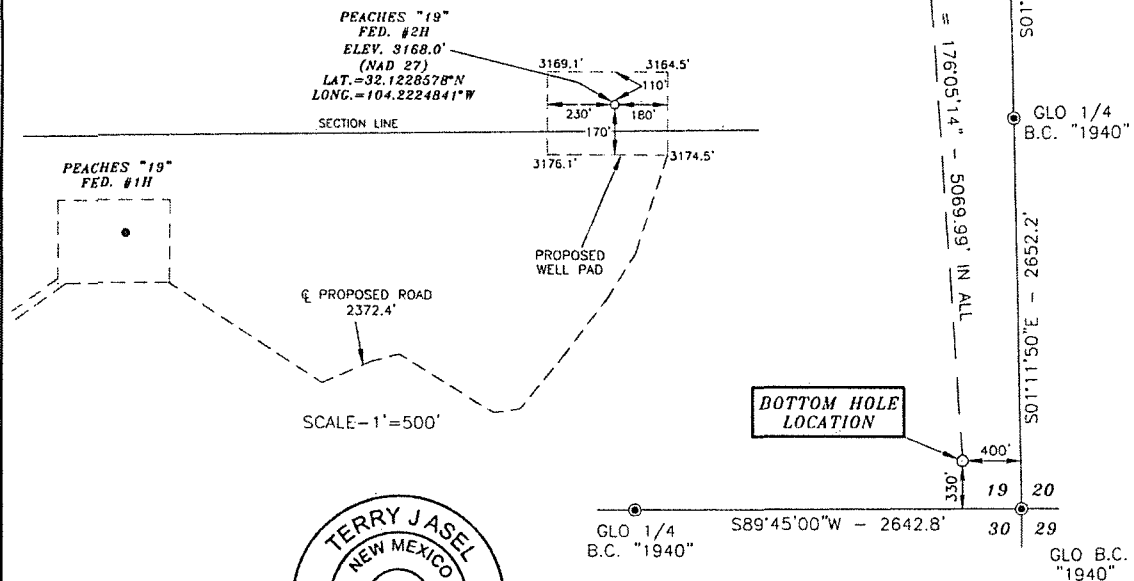 PEACHES "19"
FED. #2H
ELEV. 3168.0'
(NAD 27)
LAT.=32.1228578°N
LONG.=104.2224841°W
3169.1'
3164.5'
110'
230'
180'
SECTION LINE
170'
3176.1'
3174.5'
PEACHES "19"
FED. #1H
PROPOSED
WELL PAD
℄ PROPOSED ROAD
2372.4'
SCALE-1'=500'
S01°
= 176°05'14" - 5069.99' IN ALL
GLO 1/4
B.C. "1940"
S01°11'50"E - 2652.2'
BOTTOM HOLE
LOCATION
400'
330'
19 20
30 29
GLO 1/4
B.C. "1940"
S89°45'00"W - 2642.8'
GLO B.C.
"1940"
TERRY J ASEL
NEW MEXICO